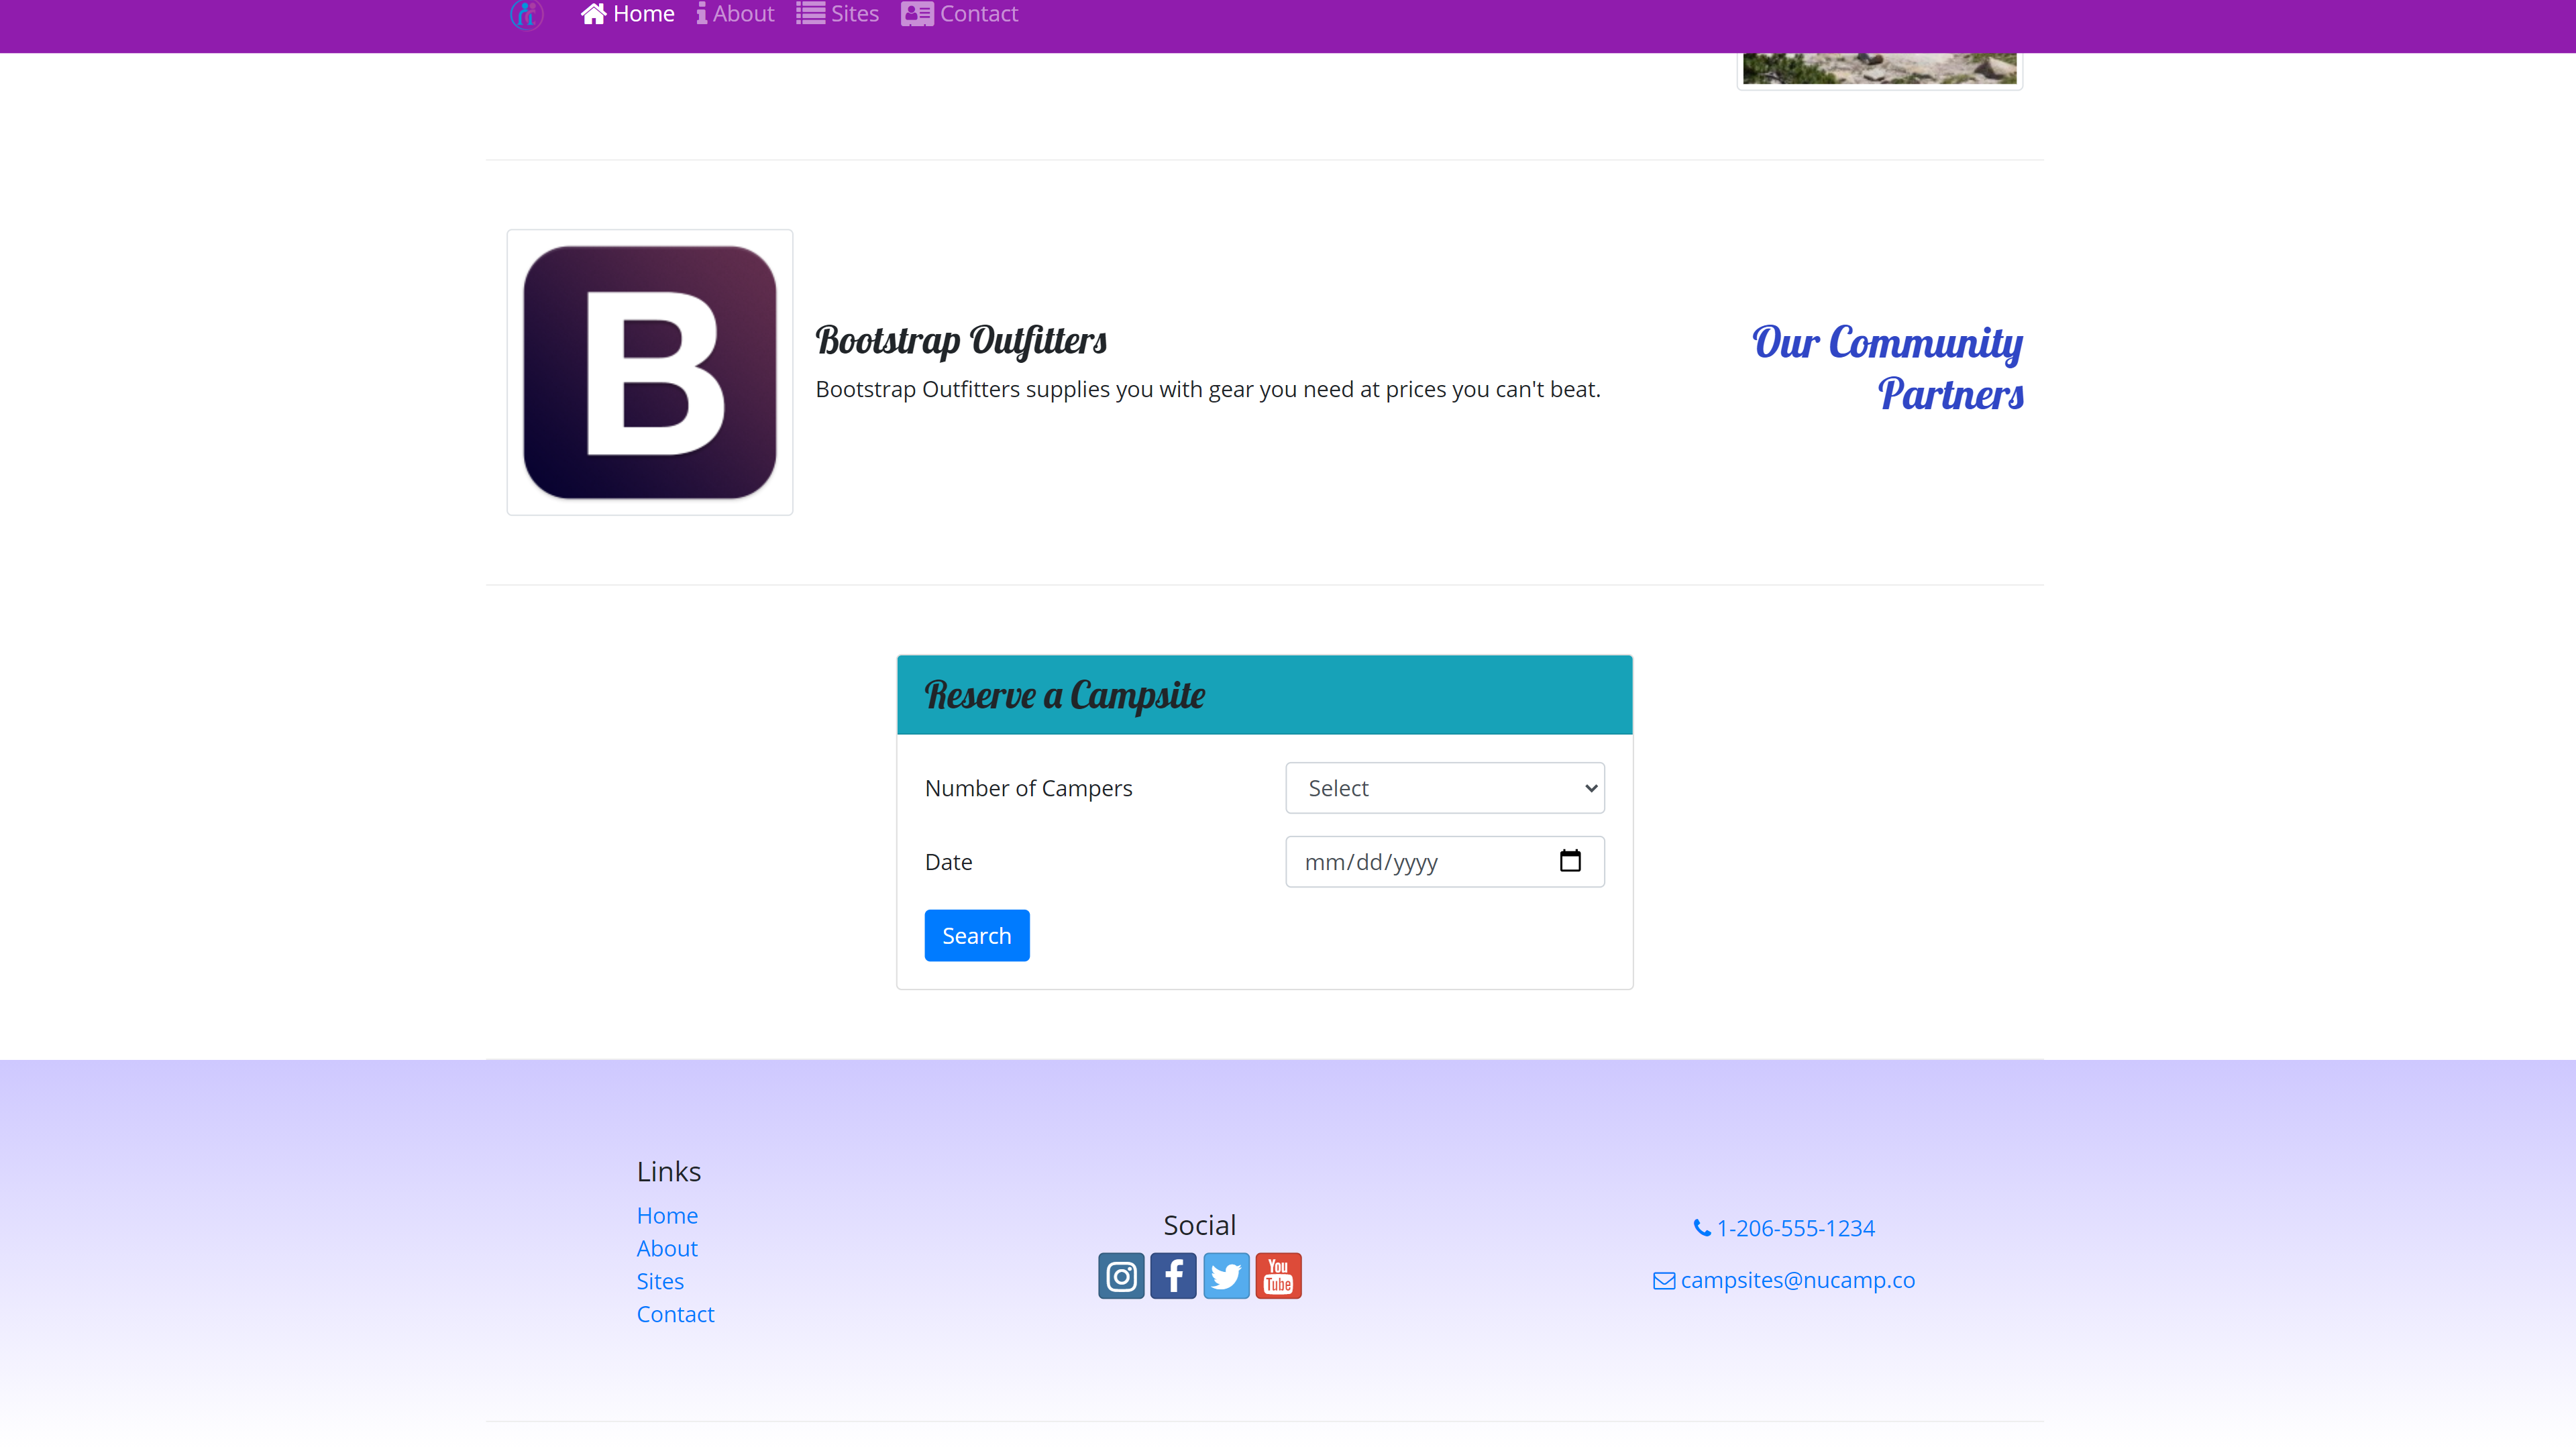 Home About Sites Contact
B
Bootstrap Outfitters
Bootstrap Outfitters supplies you with gear you need at prices you can't beat.
Our Community
Partners
Reserve a Campsite
Number of Campers Select
Date mm/dd/yyyy
Search
Links
Home
About
Sites
Contact
Social
You
Tube
1-206-555-1234
campsites@nucamp.co